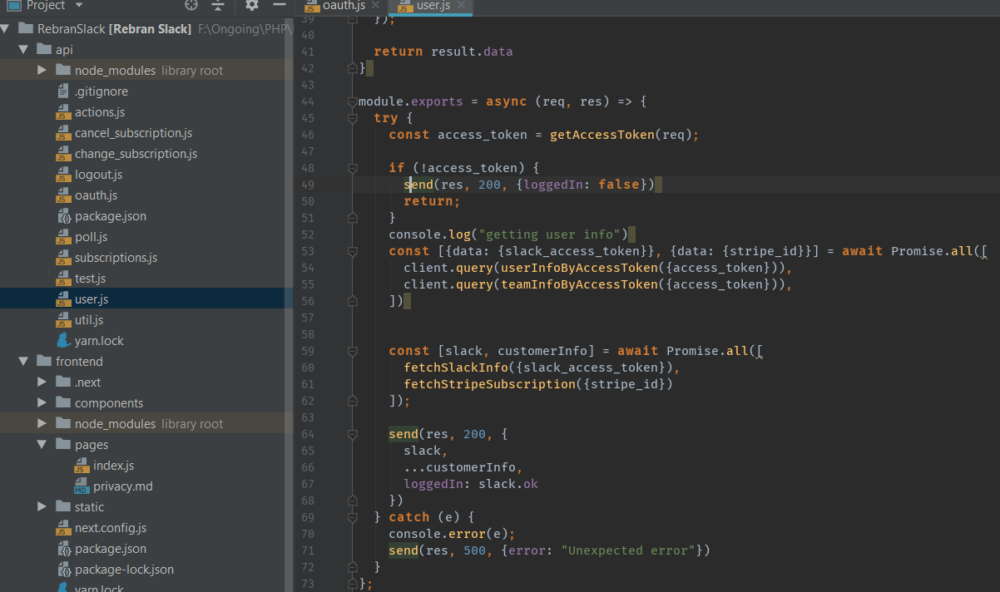 Project
RebranSlack [Rebran Slack] F:\Ongoing\PHP\
api
node_modules library root
.gitignore
actions.js
cancel_subscription.js
change_subscription.js
logout.js
oauth.js
package.json
poll.js
subscriptions.js
test.js
user.js
util.js
yarn.lock
frontend
.next
components
node_modules library root
pages
index.js
privacy.md
static
next.config.js
package.json
package-lock.json
yarn.lock
oauth.js user.js
39 });
40
41 return result.data
42 }
43
44 module.exports = async (req, res) => {
45 try {
46 const access_token = getAccessToken(req);
47
48 if (!access_token) {
49 send(res, 200, {loggedIn: false})
50 return;
51 }
52 console.log("getting user info")
53 const [{data: {slack_access_token}}, {data: {stripe_id}}] = await Promise.all([
54 client.query(userInfoByAccessToken({access_token})),
55 client.query(teamInfoByAccessToken({access_token})),
56 ])
57
58
59 const [slack, customerInfo] = await Promise.all([
60 fetchSlackInfo({slack_access_token}),
61 fetchStripeSubscription({stripe_id})
62 ]);
63
64 send(res, 200, {
65 slack,
66 ...customerInfo,
67 loggedIn: slack.ok
68 })
69 } catch (e) {
70 console.error(e);
71 send(res, 500, {error: "Unexpected error"})
72 }
73 };